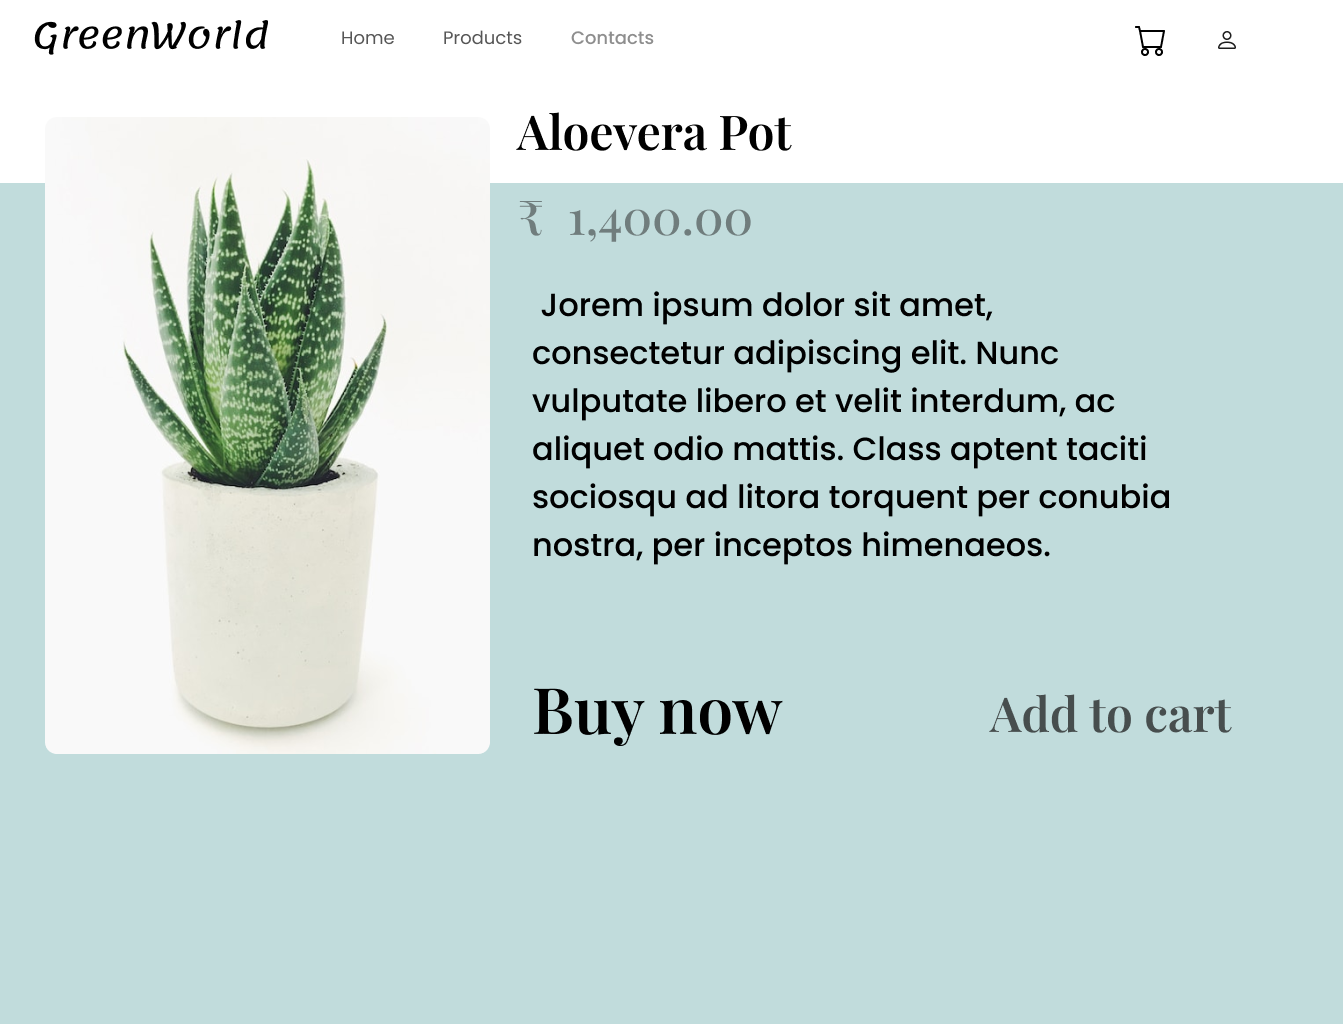 GreenWorld
Home
Products
Contacts
Aloevera Pot
₹ 1,400.00
Jorem ipsum dolor sit amet,
consectetur adipiscing elit. Nunc
vulputate libero et velit interdum, ac
aliquet odio mattis. Class aptent taciti
sociosqu ad litora torquent per conubia
nostra, per inceptos himenaeos.
Buy now
Add to cart